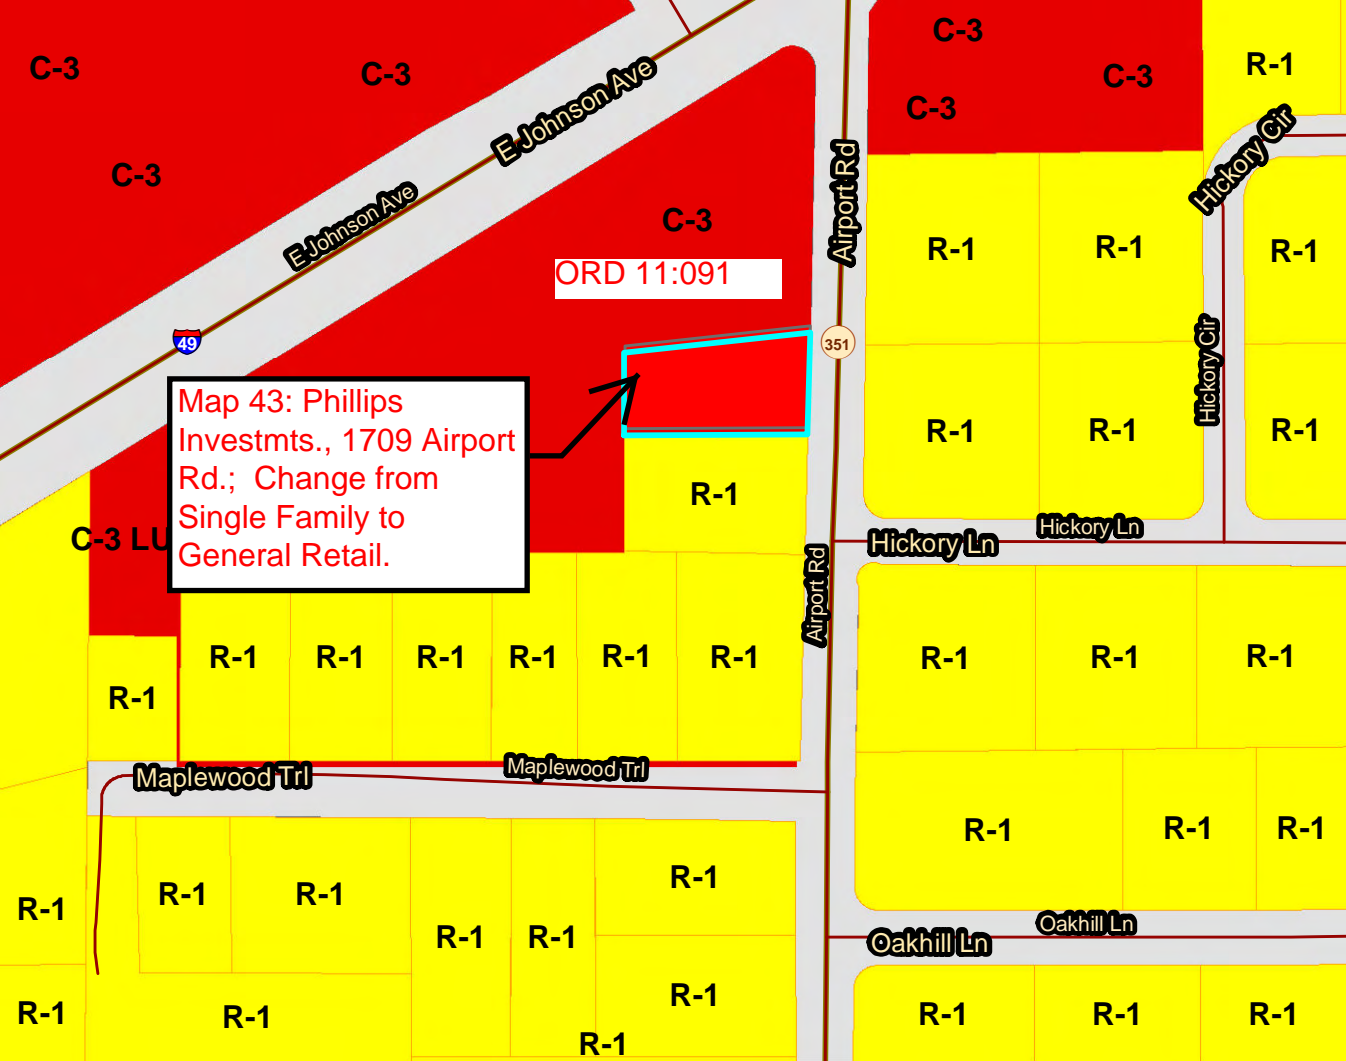 C-3
C-3
R-1
C-3
C-3
E Johnson Ave
C-3
C-3
Hickory Cir
C-3
E Johnson Ave
Airport Rd
C-3
R-1
R-1
R-1
ORD 11:091
49
351
Hickory Cir
Map 43: Phillips
Investmts., 1709 Airport
Rd.;  Change from
Single Family to
General Retail.
R-1
R-1
R-1
R-1
C-3 LU
Hickory Ln
Hickory Ln
Airport Rd
R-1
R-1
R-1
R-1
R-1
R-1
R-1
R-1
R-1
R-1
Maplewood Trl
Maplewood Trl
R-1
R-1
R-1
R-1
R-1
R-1
R-1
R-1
R-1
Oakhill Ln
Oakhill Ln
R-1
R-1
R-1
R-1
R-1
R-1
R-1
R-1